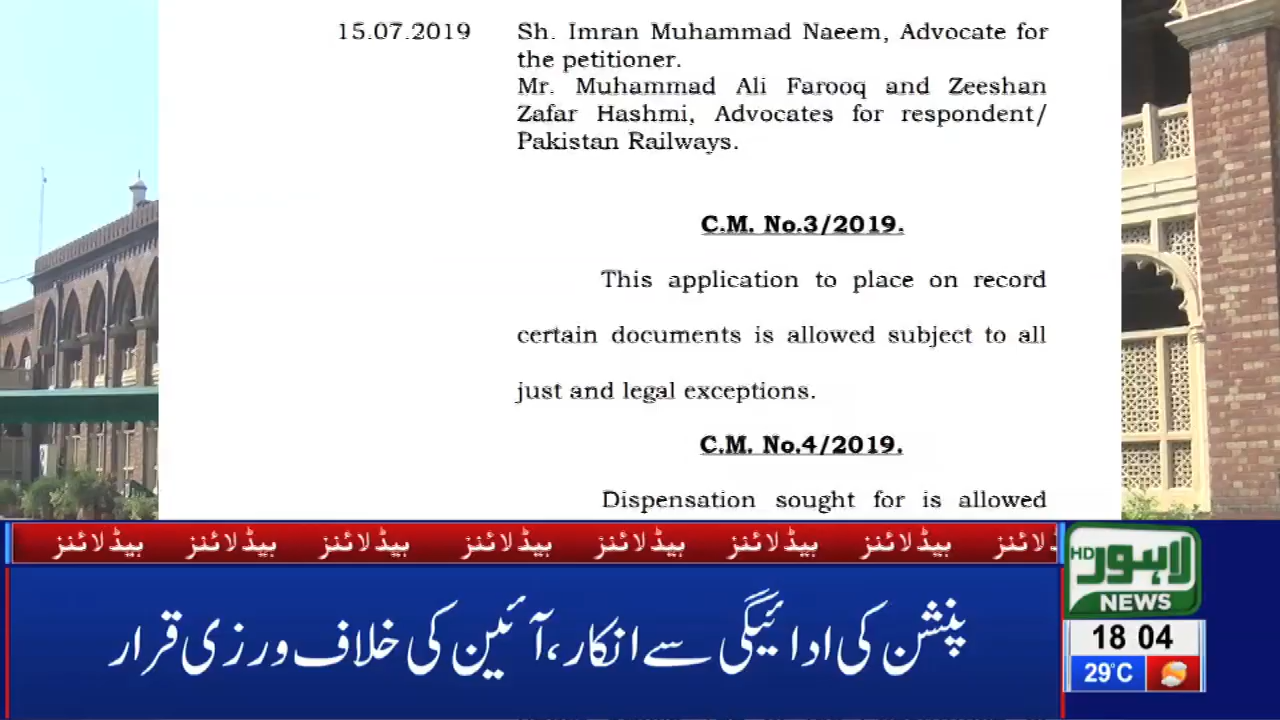 15.07.2019 Sh. Imran Muhammad Naeem, Advocate for
the petitioner.
Mr. Muhammad Ali Farooq and Zeeshan
Zafar Hashmi, Advocates for respondent/
Pakistan Railways.
C.M. No.3/2019.
This application to place on record
certain documents is allowed subject to all
just and legal exceptions.
C.M. No.4/2019.
Dispensation sought for is allowed
ہیڈلائنز ہیڈلائنز ہیڈلائنز ہیڈلائنز ہیڈلائنز ہیڈلائنز ہیڈلائنز ڈلائنز
پنشن کی ادائیگی سے انکار، آئین کی خلاف ورزی قرار
HD لاہور
NEWS
18 04
29°C